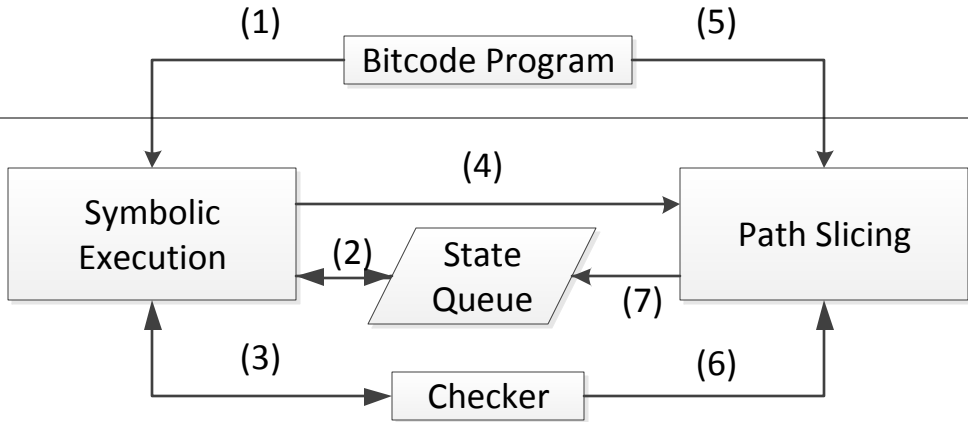 (1)
(5)
Bitcode Program
(4)
Symbolic
Execution
Path Slicing
(2)
State
Queue
(7)
(3)
(6)
Checker